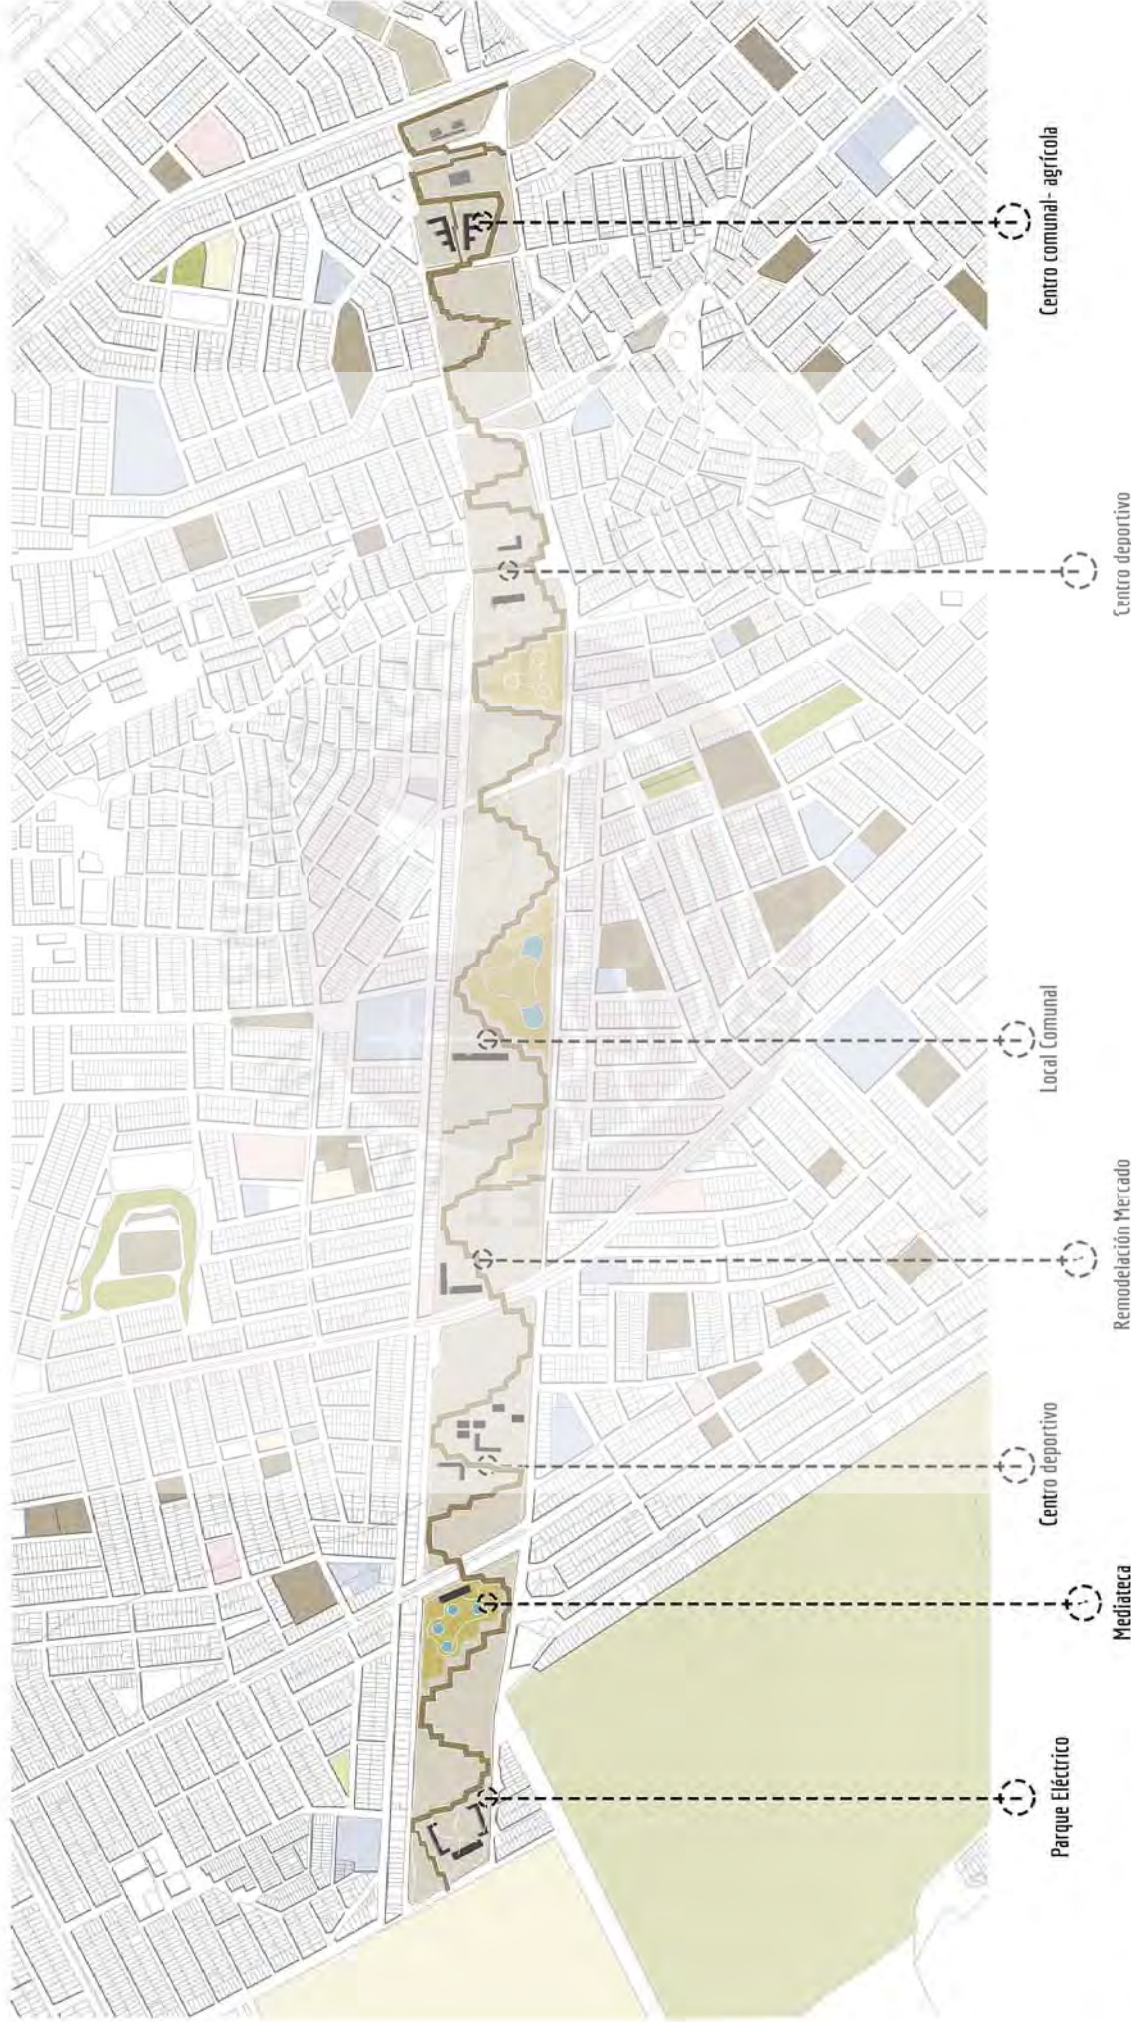 Parque Eléctrico
Mediateca
Centro deportivo
Remodelación Mercado
Local Comunal
Centro deportivo
Centro comunal- agrícola